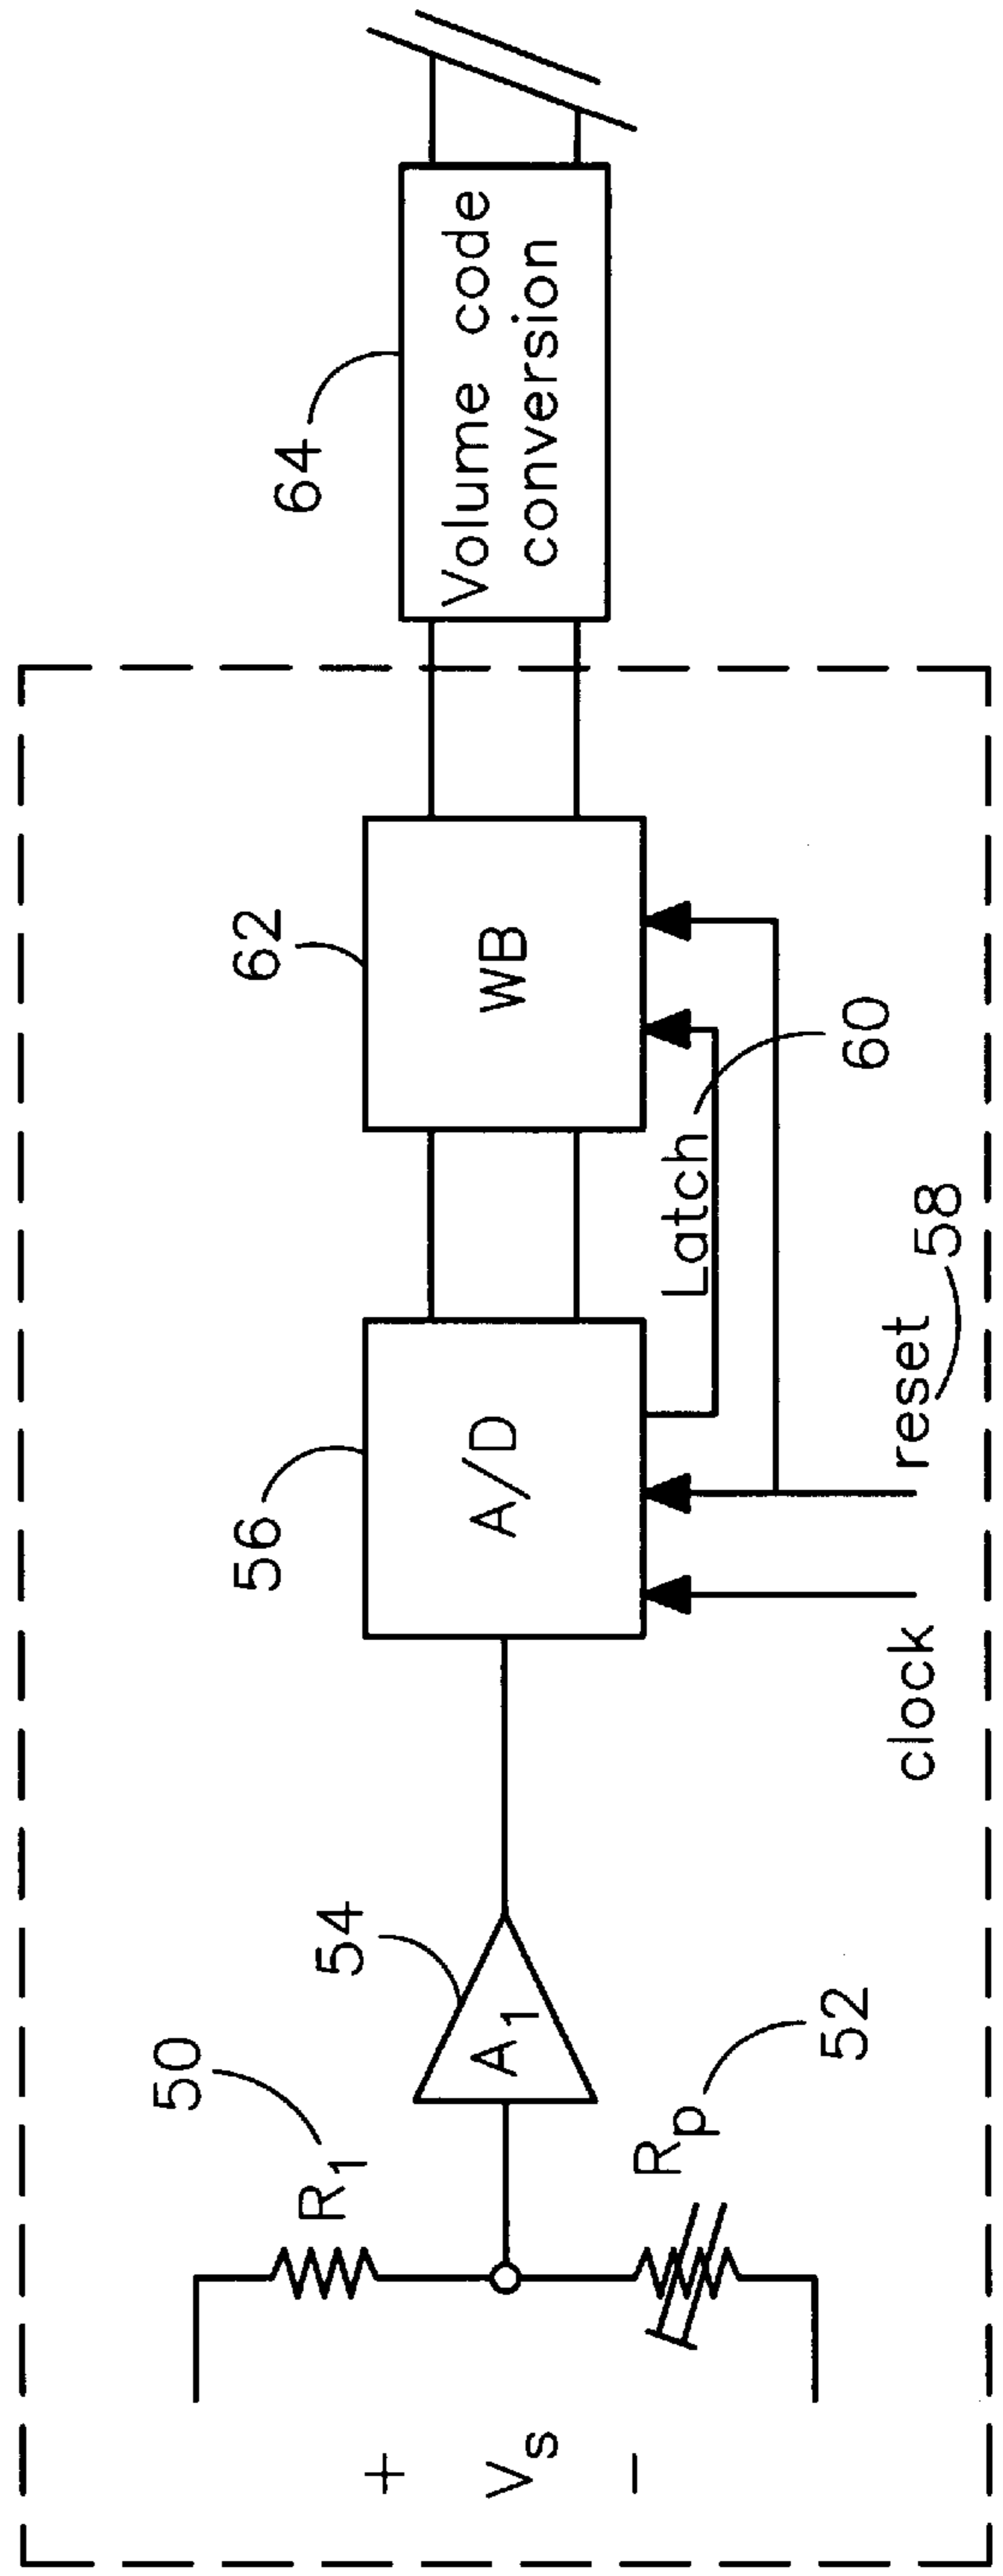 50
R1
+
Vs
−
Rp
52
54
A1
56
A/D
clock
reset
58
Latch
60
62
WB
64
Volume code
conversion